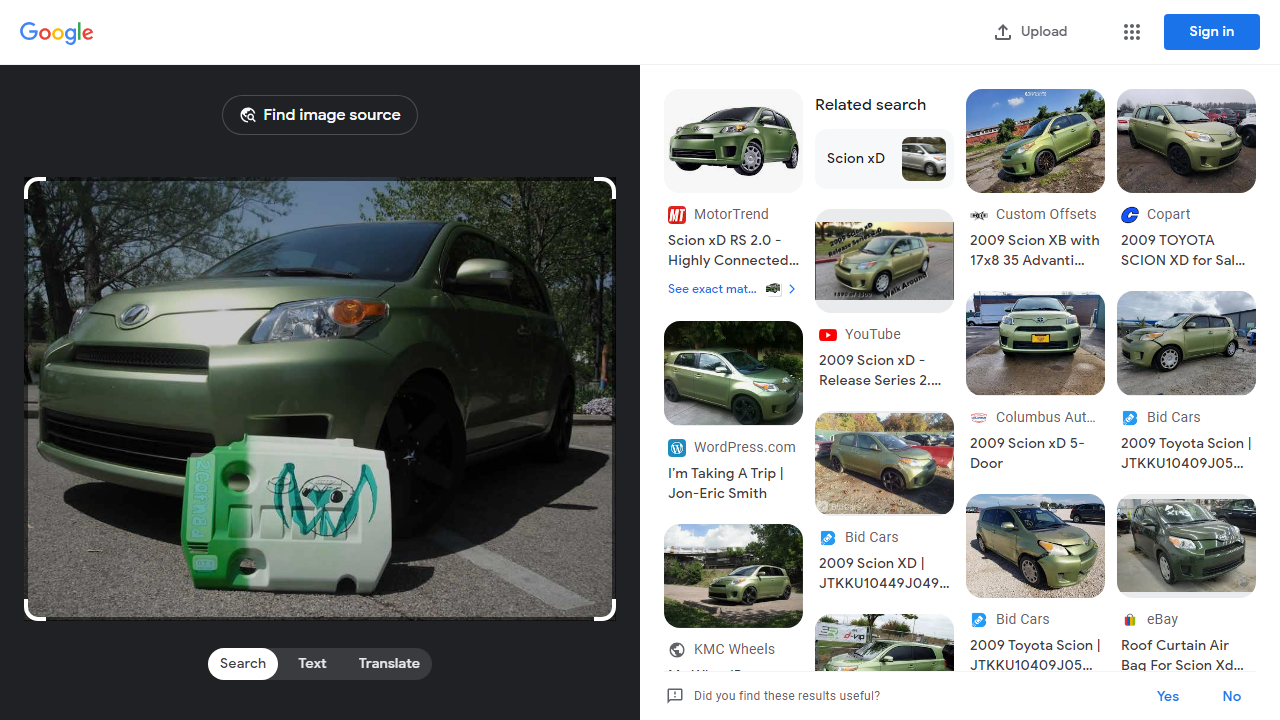 Google
Upload
Sign in
Find image source
Search
Text
Translate
MotorTrend
Scion xD RS 2.0 -
Highly Connected...
See exact mat...
WordPress.com
I'm Taking A Trip |
Jon-Eric Smith
KMC Wheels
Related search
Scion xD
YouTube
2009 Scion xD -
Release Series 2....
Bid Cars
2009 Scion XD |
JTKKU10449J049...
Custom Offsets
2009 Scion XB with
17x8 35 Advanti...
Columbus Aut...
2009 Scion xD 5-
Door
Bid Cars
2009 Toyota Scion |
JTKKU10409J05...
Copart
2009 TOYOTA
SCION XD for Sal...
Bid Cars
2009 Toyota Scion |
JTKKU10409J05...
eBay
Roof Curtain Air
Bag For Scion Xd...
Did you find these results useful?
Yes
No